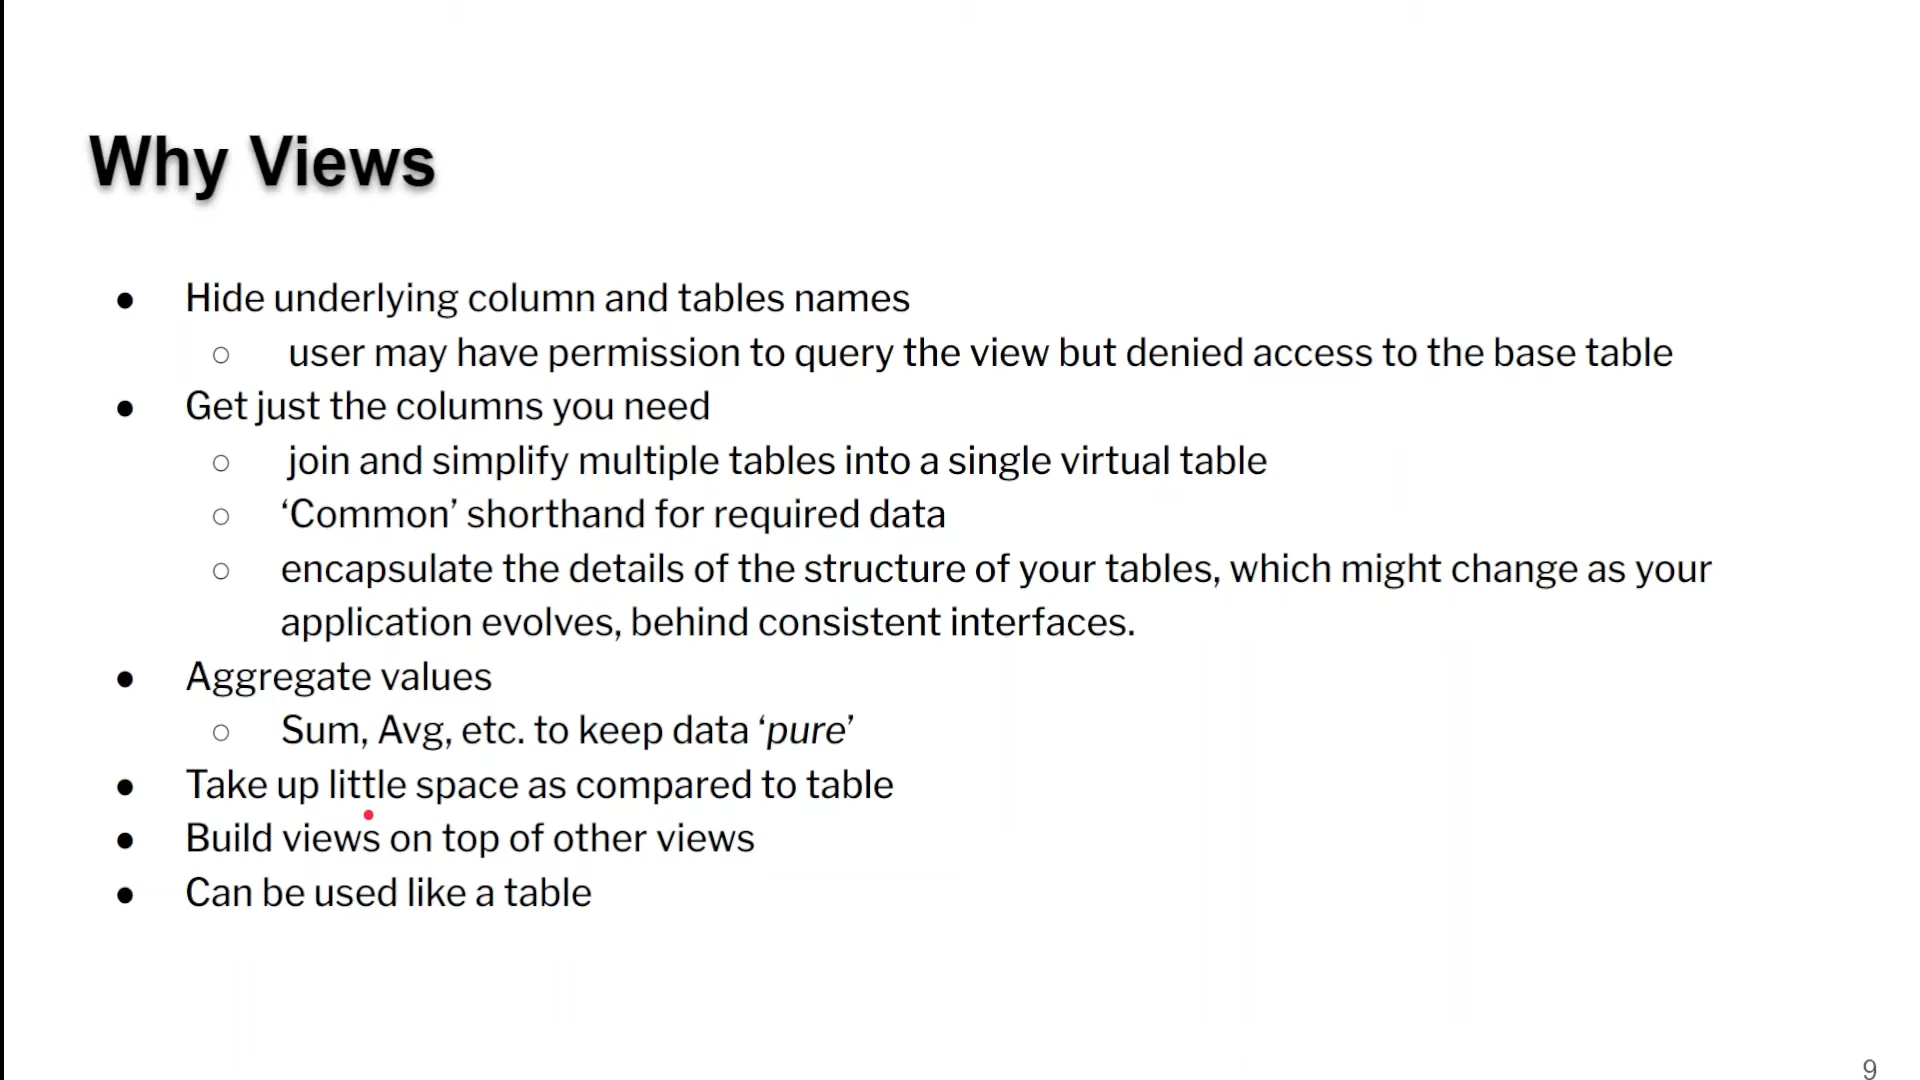 Why Views
● Hide underlying column and tables names
○ user may have permission to query the view but denied access to the base table
● Get just the columns you need
○ join and simplify multiple tables into a single virtual table
○ ‘Common’ shorthand for required data
○ encapsulate the details of the structure of your tables, which might change as your
application evolves, behind consistent interfaces.
● Aggregate values
○ Sum, Avg, etc. to keep data ‘pure’
● Take up little space as compared to table
● Build views on top of other views
● Can be used like a table
9